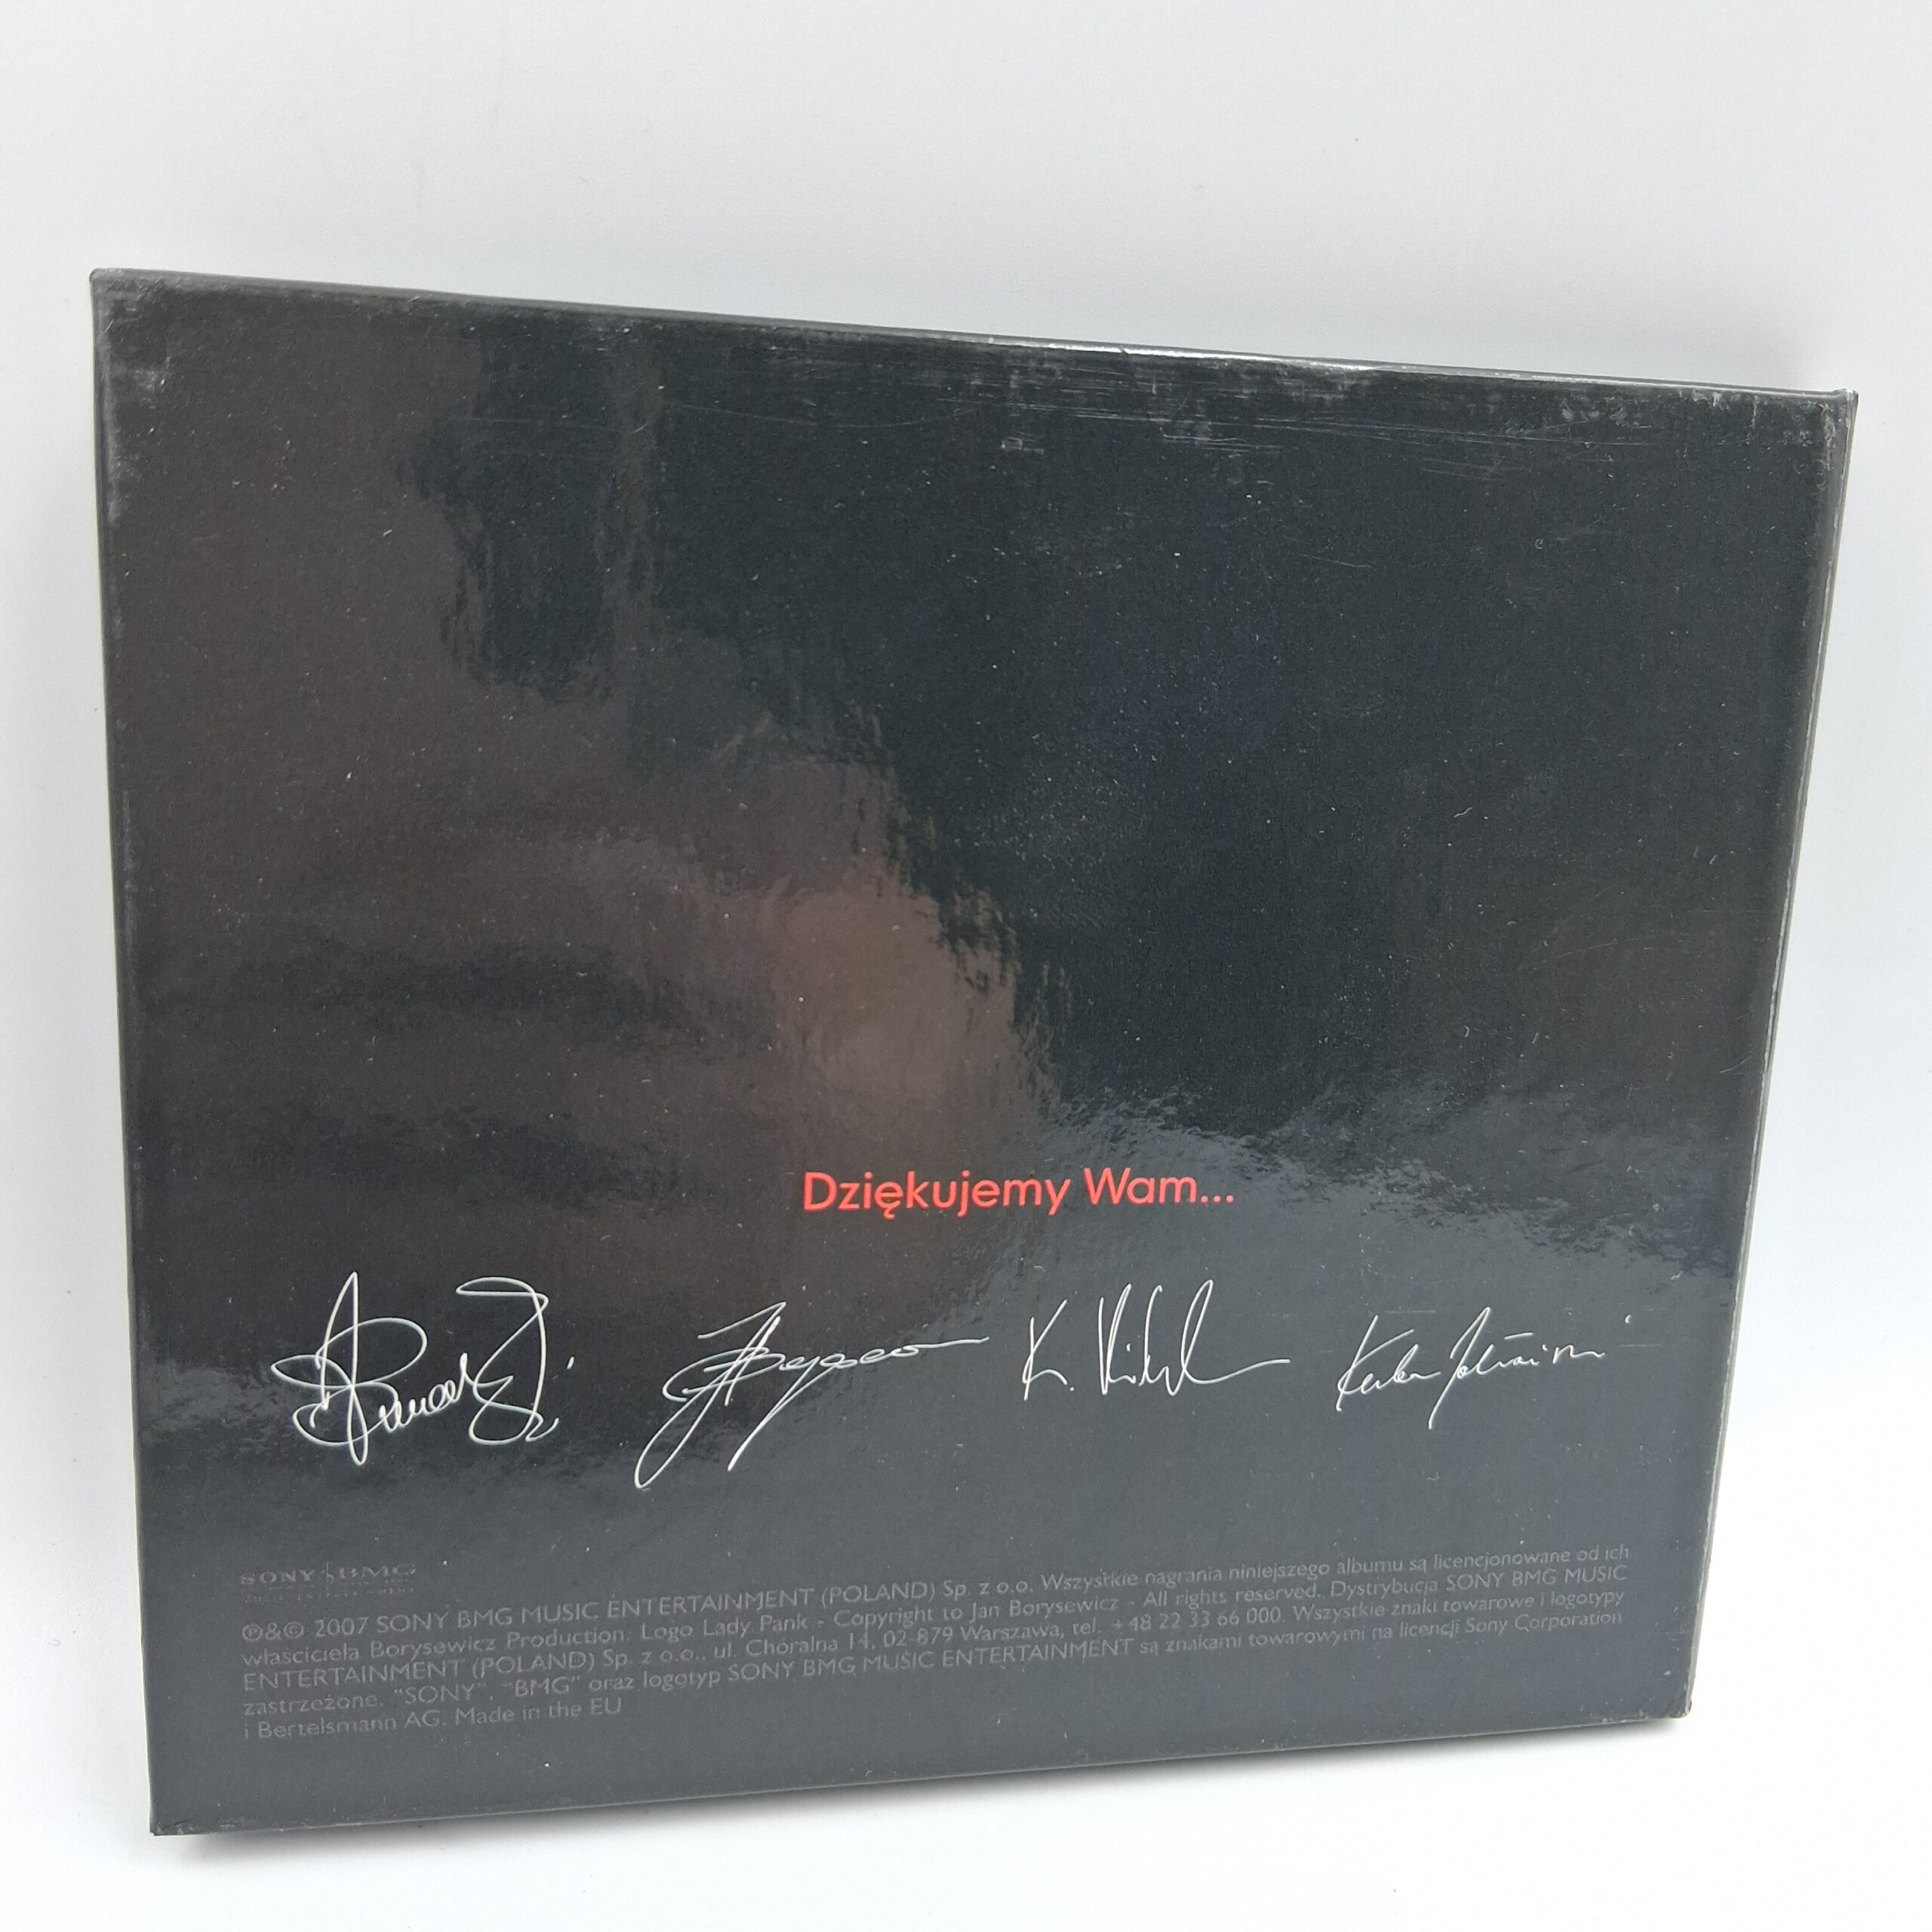 Dziękujemy Wam...
K.
SONY BMG
℗&© 2007 SONY BMG MUSIC ENTERTAINMENT (POLAND) Sp. z o.o. Wszystkie nagrania niniejszego albumu są licencjonowane od ich
właściciela Borysewicz Production. Logo Lady Pank - Copyright to Jan Borysewicz - All rights reserved. Dystrybucja SONY BMG MUSIC
ENTERTAINMENT (POLAND) Sp. z o.o., ul. Chóralna 14, 02-879 Warszawa, tel. +48 22 33 66 000. Wszystkie znaki towarowe i logotypy
zastrzeżone. "SONY", "BMG" oraz logotyp SONY BMG MUSIC ENTERTAINMENT są znakami towarowymi na licencji Sony Corporation
i Bertelsmann AG. Made in the EU